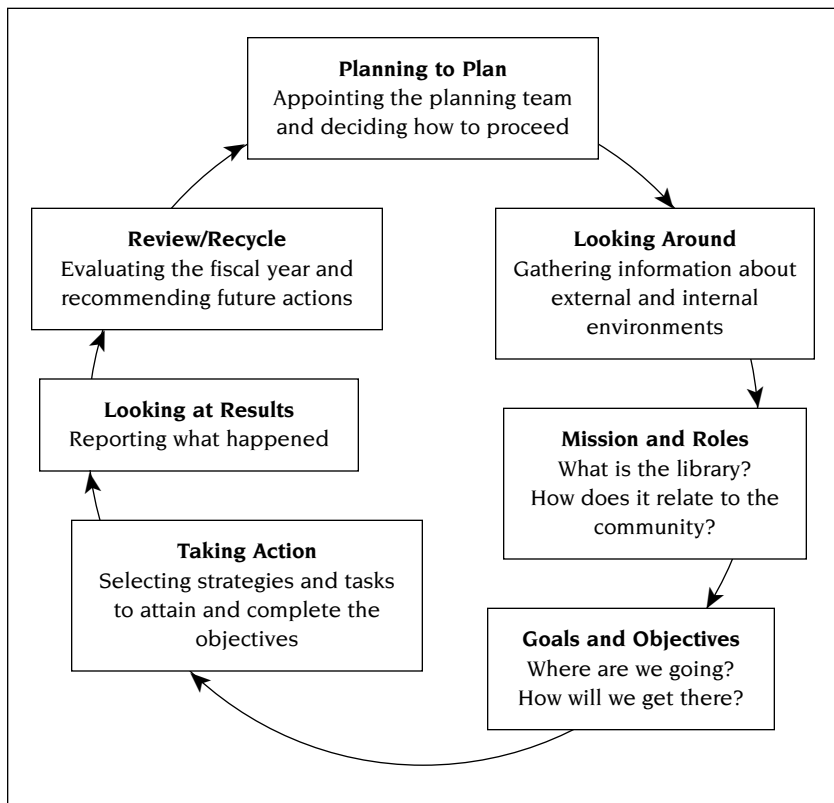 Planning to Plan
Appointing the planning team
and deciding how to proceed
Looking Around
Gathering information about
external and internal
environments
Mission and Roles
What is the library?
How does it relate to the
community?
Goals and Objectives
Where are we going?
How will we get there?
Taking Action
Selecting strategies and tasks
to attain and complete the
objectives
Looking at Results
Reporting what happened
Review/Recycle
Evaluating the fiscal year and
recommending future actions